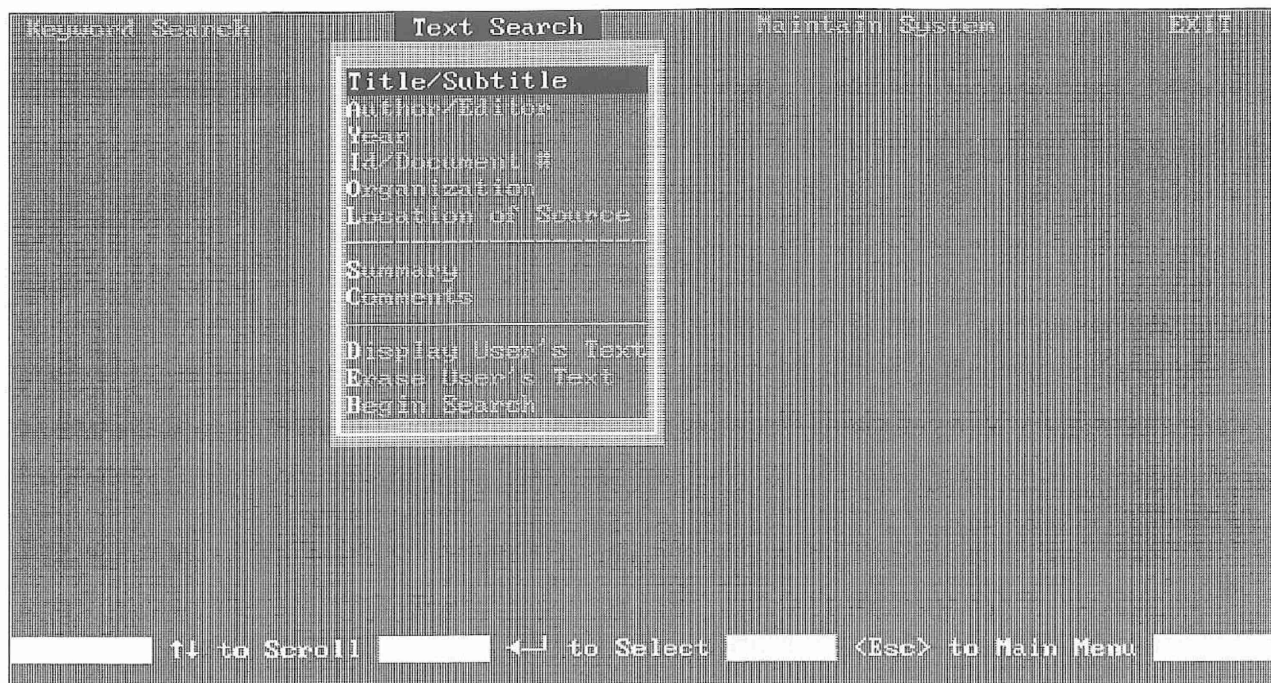 Keyword Search Text Search Maintain System EXIT
Title/Subtitle
Author/Editor
Year
Id/Document #
Organization
Location of Source
Summary
Comments
Display User's Text
Erase User's Text
Begin Search
↑↓ to Scroll ←┘ to Select <Esc> to Main Menu